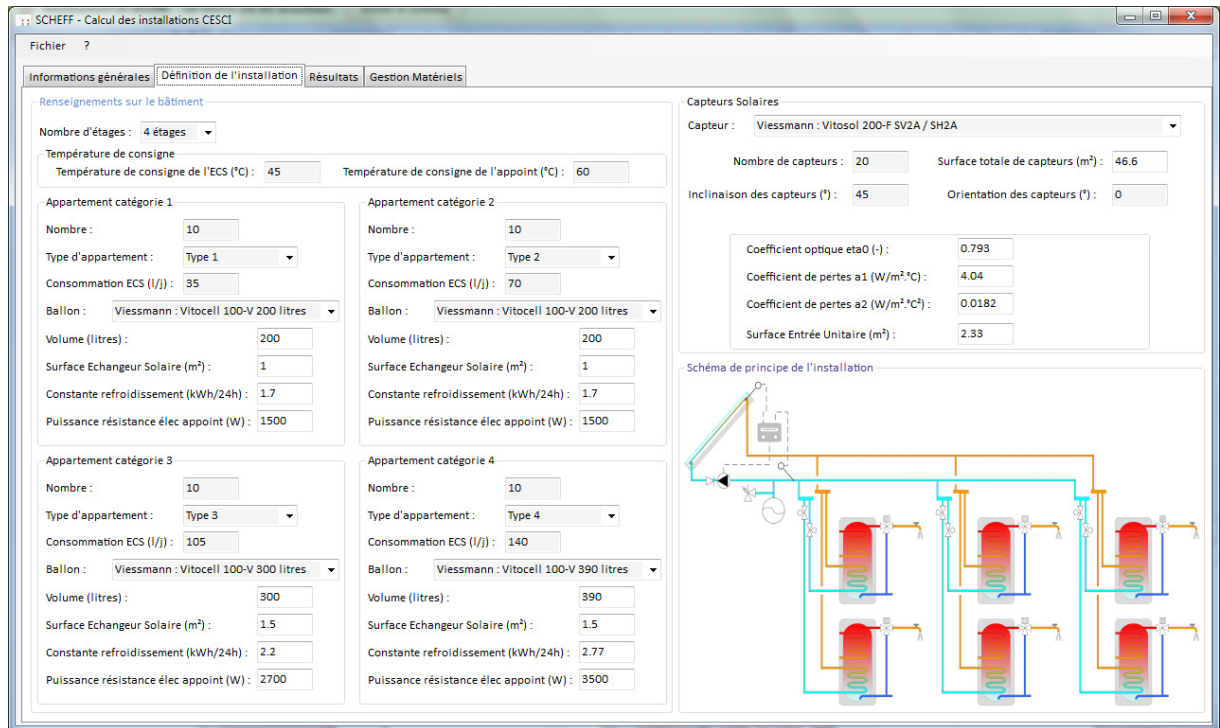 SCHEFF - Calcul des installations CESCI
Fichier ?
Informations générales Définition de l'installation Résultats Gestion Matériels
Renseignements sur le bâtiment
Nombre d'étages : 4 étages
Température de consigne
Température de consigne de l'ECS (°C) : 45 Température de consigne de l'appoint (°C) : 60
Appartement catégorie 1
Nombre : 10
Type d'appartement : Type 1
Consommation ECS (l/j) : 35
Ballon : Viessmann : Vitocell 100-V 200 litres
Volume (litres) : 200
Surface Echangeur Solaire (m²) : 1
Constante refroidissement (kWh/24h) : 1.7
Puissance résistance élec appoint (W) : 1500
Appartement catégorie 2
Nombre : 10
Type d'appartement : Type 2
Consommation ECS (l/j) : 70
Ballon : Viessmann : Vitocell 100-V 200 litres
Volume (litres) : 200
Surface Echangeur Solaire (m²) : 1
Constante refroidissement (kWh/24h) : 1.7
Puissance résistance élec appoint (W) : 1500
Appartement catégorie 3
Nombre : 10
Type d'appartement : Type 3
Consommation ECS (l/j) : 105
Ballon : Viessmann : Vitocell 100-V 300 litres
Volume (litres) : 300
Surface Echangeur Solaire (m²) : 1.5
Constante refroidissement (kWh/24h) : 2.2
Puissance résistance élec appoint (W) : 2700
Appartement catégorie 4
Nombre : 10
Type d'appartement : Type 4
Consommation ECS (l/j) : 140
Ballon : Viessmann : Vitocell 100-V 390 litres
Volume (litres) : 390
Surface Echangeur Solaire (m²) : 1.5
Constante refroidissement (kWh/24h) : 2.77
Puissance résistance élec appoint (W) : 3500
Capteurs Solaires
Capteur : Viessmann : Vitosol 200-F SV2A / SH2A
Nombre de capteurs : 20 Surface totale de capteurs (m²) : 46.6
Inclinaison des capteurs (°) : 45 Orientation des capteurs (°) : 0
Coefficient optique eta0 (-) : 0.793
Coefficient de pertes a1 (W/m².°C) : 4.04
Coefficient de pertes a2 (W/m².°C²) : 0.0182
Surface Entrée Unitaire (m²) : 2.33
Schéma de principe de l'installation